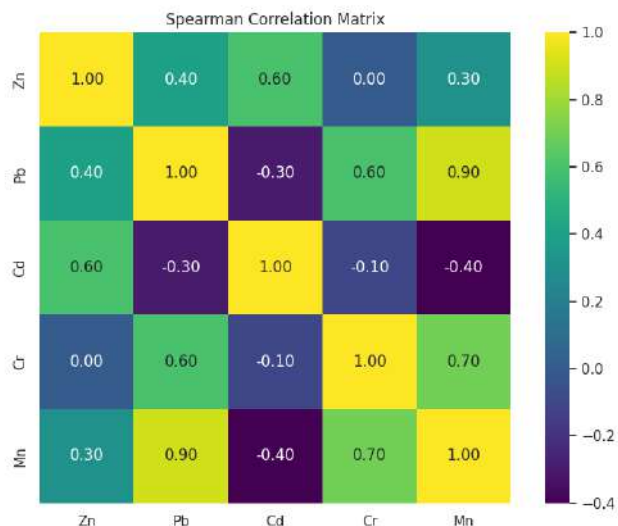 Spearman Correlation Matrix
Zn 1.00 0.40 0.60 0.00 0.30
Pb 0.40 1.00 -0.30 0.60 0.90
Cd 0.60 -0.30 1.00 -0.10 -0.40
Cr 0.00 0.60 -0.10 1.00 0.70
Mn 0.30 0.90 -0.40 0.70 1.00
Zn Pb Cd Cr Mn
1.0
0.8
0.6
0.4
0.2
0.0
−0.2
−0.4